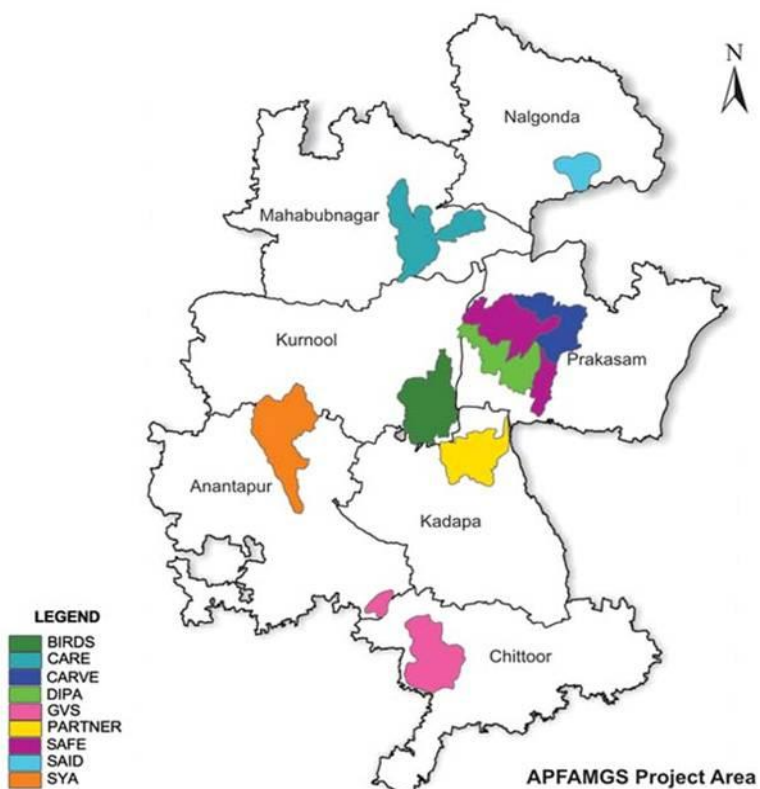 N
Nalgonda
Mahabubnagar
Kurnool
Prakasam
Anantapur
Kadapa
Chittoor
LEGEND
BIRDS
CARE
CARVE
DIPA
GVS
PARTNER
SAFE
SAID
SYA
APFAMGS Project Area